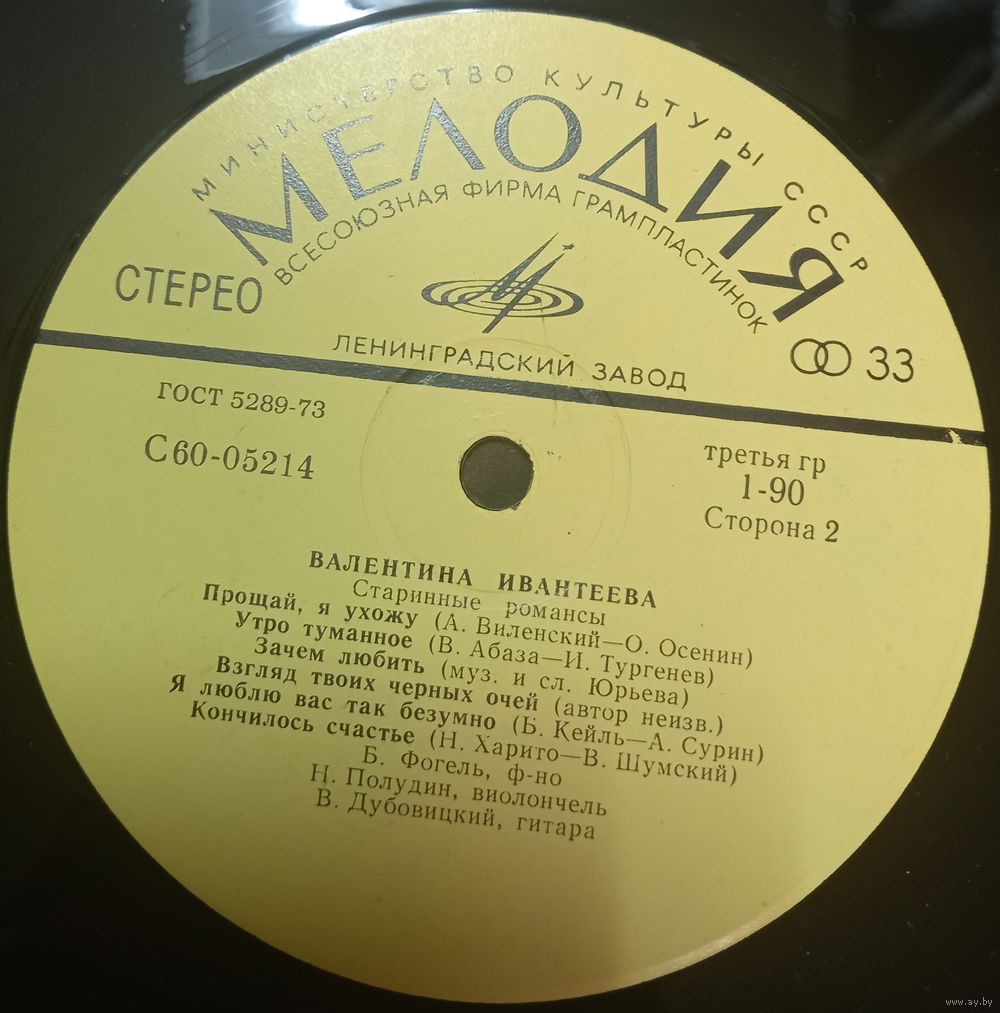 МИНИСТЕРСТВО КУЛЬТУРЫ СССР
МЕЛОДИЯ
ВСЕСОЮЗНАЯ ФИРМА ГРАМПЛАСТИНОК
СТЕРЕО
33
ЛЕНИНГРАДСКИЙ ЗАВОД
ГОСТ 5289-73
С60-05214
третья гр
1-90
Сторона 2
ВАЛЕНТИНА ИВАНТЕЕВА
Старинные романсы
Прощай, я ухожу (А. Виленский—О. Осенин)
Утро туманное (В. Абаза—И. Тургенев)
Зачем любить (муз. и сл. Юрьева)
Взгляд твоих черных очей (автор неизв.)
Я люблю вас так безумно (Б. Кейль—А. Сурин)
Кончилось счастье (Н. Харито—В. Шумский)
Б. Фогель, ф-но
Н. Полудин, виолончель
В. Дубовицкий, гитара
www.ay.by